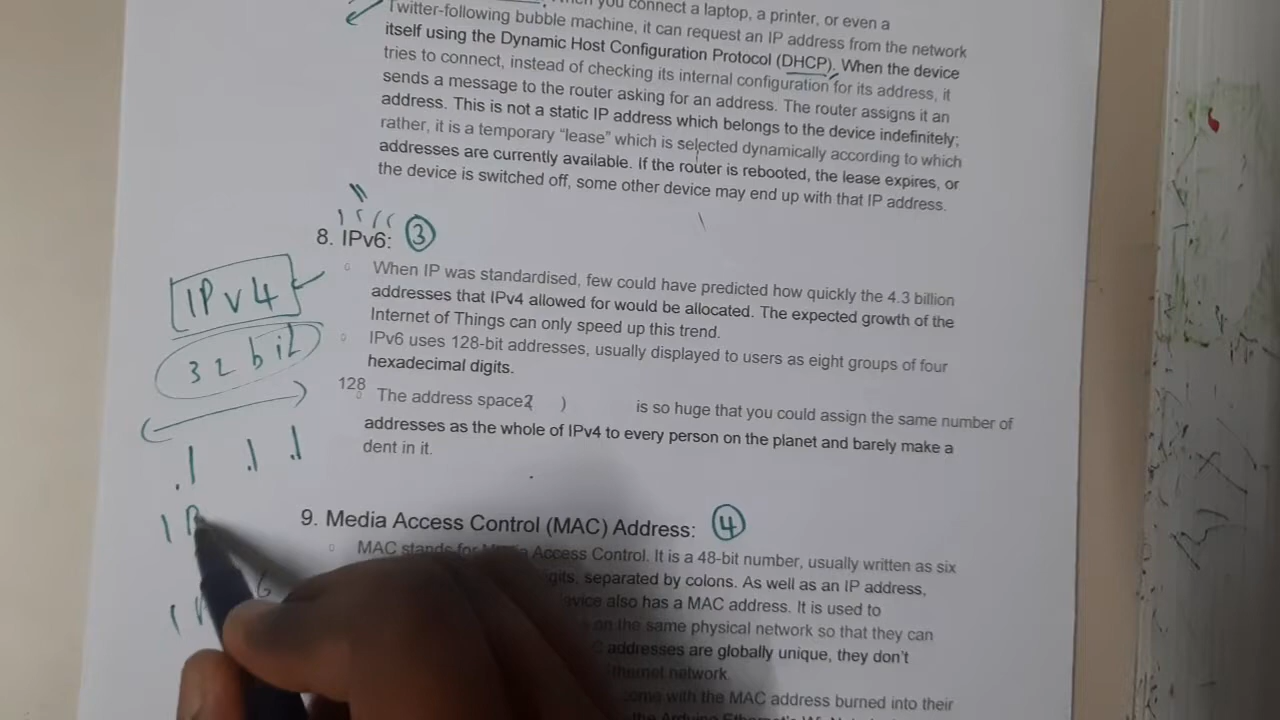 you connect a laptop, a printer, or even a
Twitter-following bubble machine, it can request an IP address from the network
itself using the Dynamic Host Configuration Protocol (DHCP). When the device
tries to connect, instead of checking its internal configuration for its address, it
sends a message to the router asking for an address. The router assigns it an
address. This is not a static IP address which belongs to the device indefinitely;
rather, it is a temporary “lease” which is selected dynamically according to which
addresses are currently available. If the router is rebooted, the lease expires, or
the device is switched off, some other device may end up with that IP address.
8. IPv6: 3
When IP was standardised, few could have predicted how quickly the 4.3 billion
addresses that IPv4 allowed for would be allocated. The expected growth of the
Internet of Things can only speed up this trend.
IPv4
32 bit
IPv6 uses 128-bit addresses, usually displayed to users as eight groups of four
hexadecimal digits.
128
The address space2 ) is so huge that you could assign the same number of
addresses as the whole of IPv4 to every person on the planet and barely make a
dent in it.
9. Media Access Control (MAC) Address: 4
MAC stands for Access Control. It is a 48-bit number, usually written as six
separated by colons. As well as an IP address,
also has a MAC address. It is used to
on the same physical network so that they can
addresses are globally unique, they don’t
network.
come with the MAC address burned into their